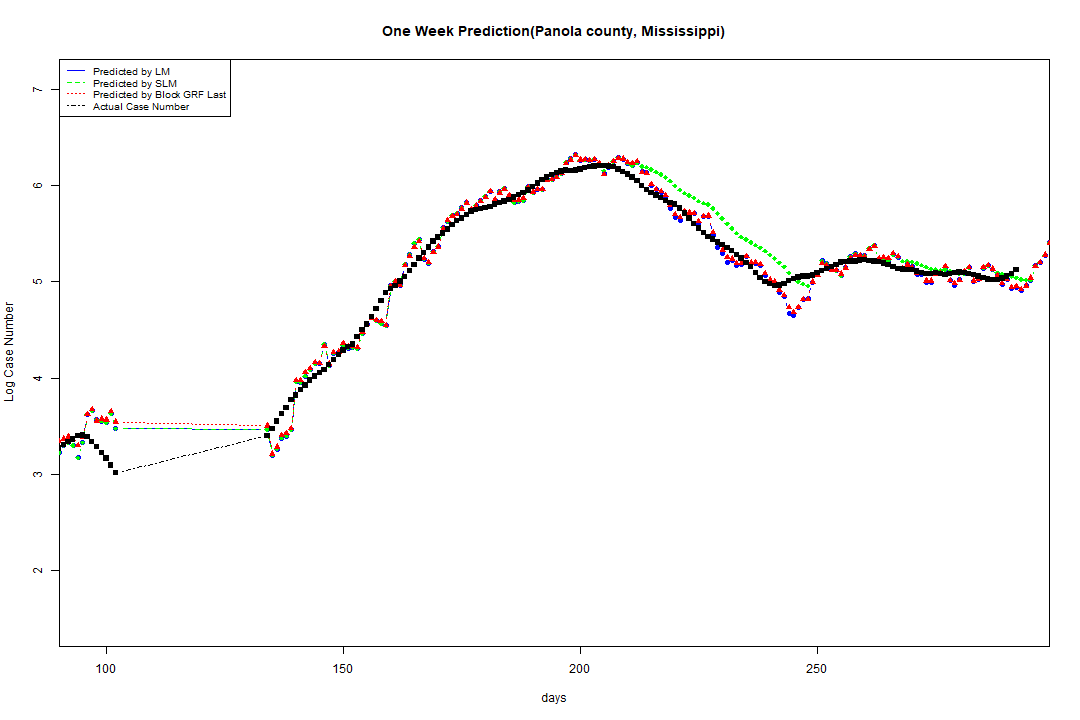 One Week Prediction(Panola county, Mississippi)
Predicted by LM
Predicted by SLM
Predicted by Block GRF Last
Actual Case Number
7
6
5
4
3
2
Log Case Number
100 150 200 250
days